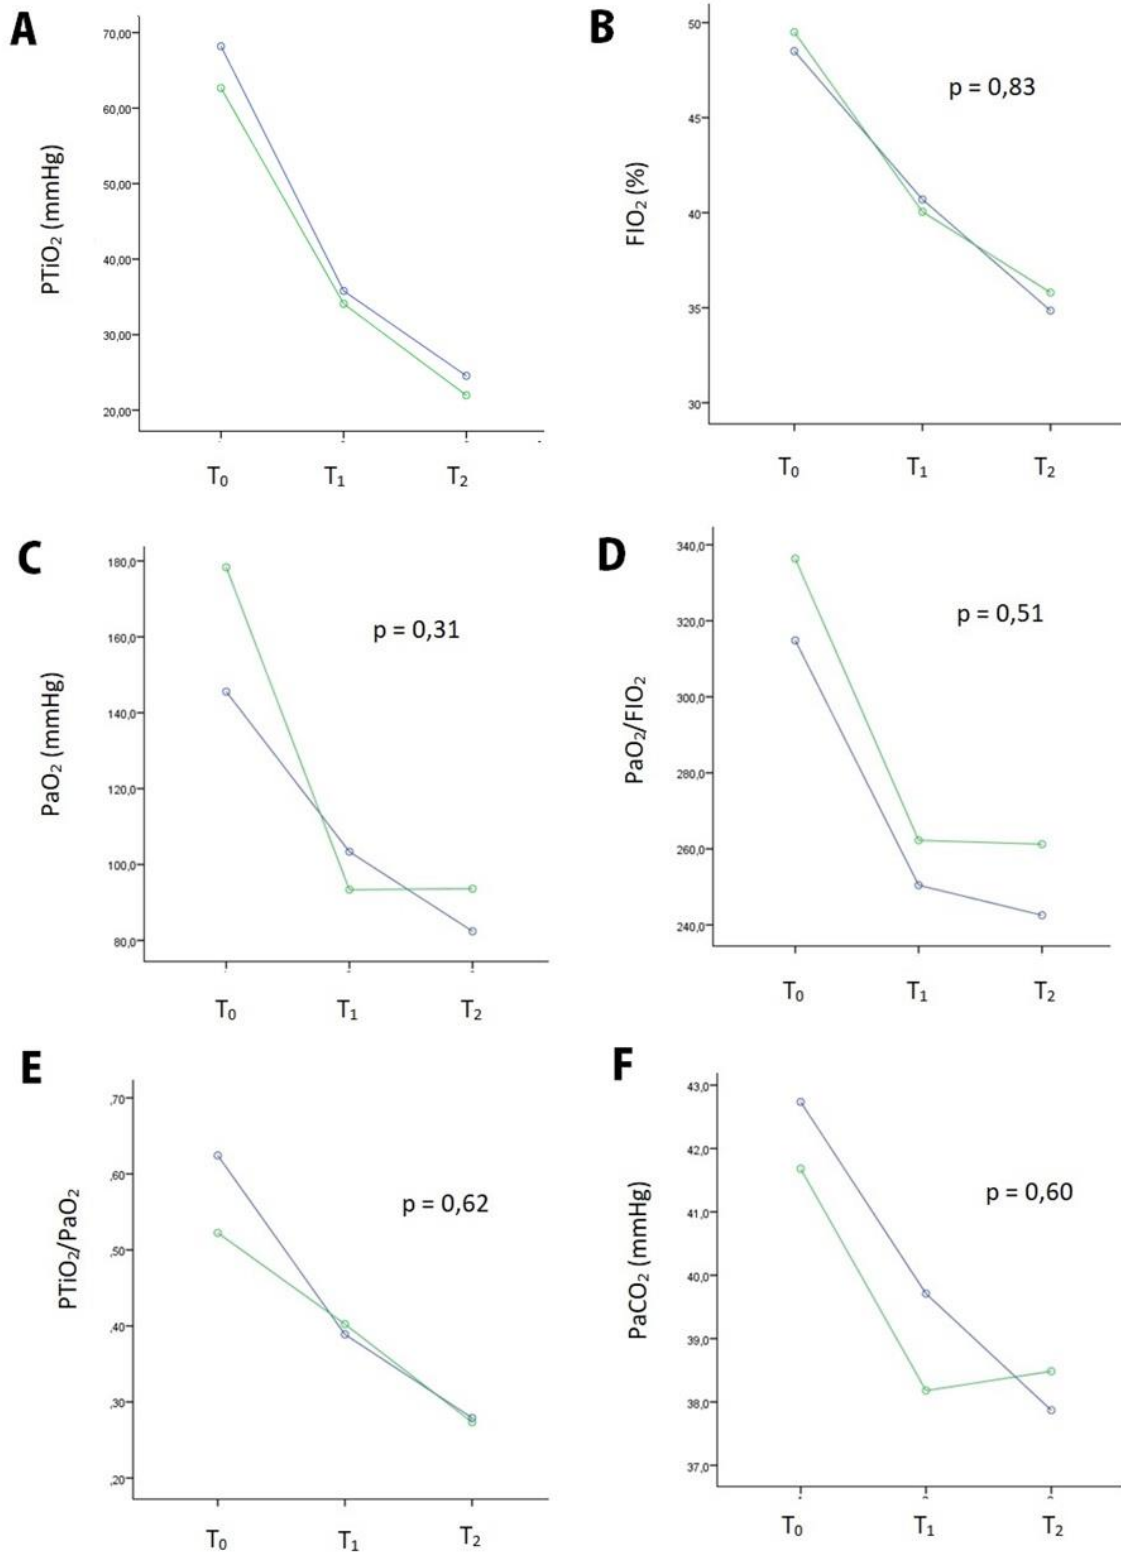 A
PTiO₂ (mmHg)
70,00
60,00
50,00
40,00
30,00
20,00
T₀ T₁ T₂
B
FIO₂ (%)
50
45
40
35
30
p = 0,83
T₀ T₁ T₂
C
PaO₂ (mmHg)
180,0
160,0
140,0
120,0
100,0
80,0
p = 0,31
T₀ T₁ T₂
D
PaO₂/FIO₂
340,0
320,0
300,0
280,0
260,0
240,0
p = 0,51
T₀ T₁ T₂
E
PTiO₂/PaO₂
,70
,60
,50
,40
,30
,20
p = 0,62
T₀ T₁ T₂
F
PaCO₂ (mmHg)
43,0
42,0
41,0
40,0
39,0
38,0
37,0
p = 0,60
T₀ T₁ T₂